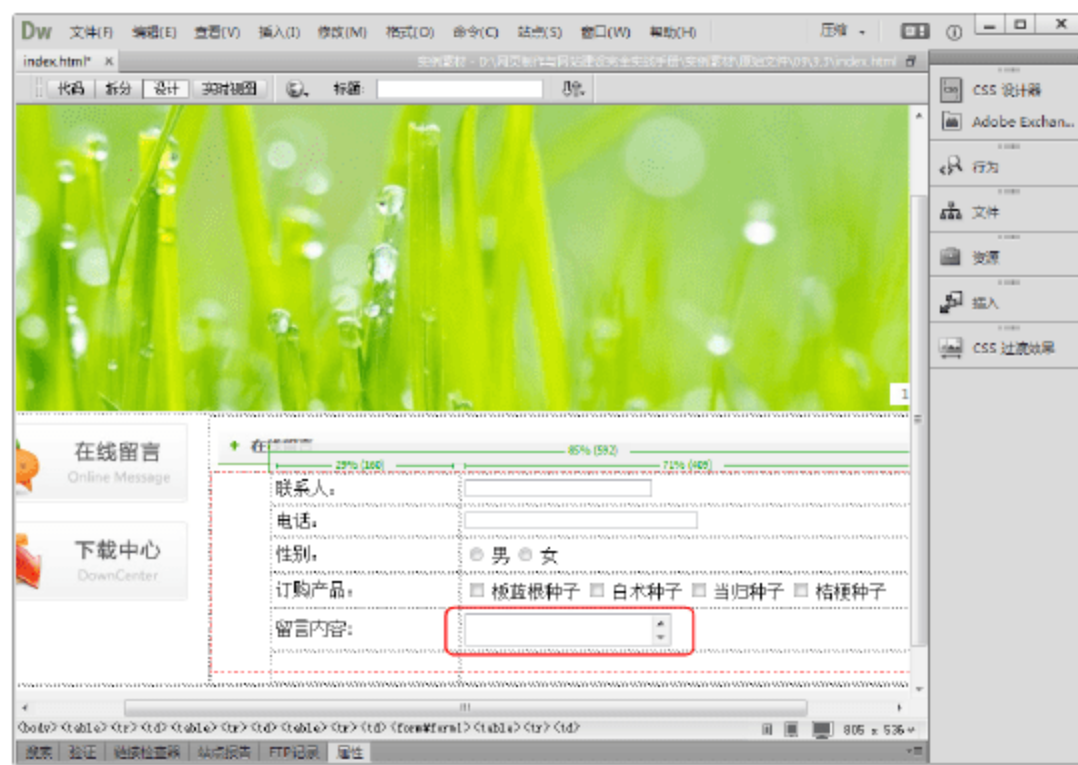 Dw 文件(F) 编辑(E) 查看(V) 插入(I) 修改(M) 格式(O) 命令(C) 站点(S) 窗口(W) 帮助(H) 压缩
index.html* ×
代码 拆分 设计 实时视图 标题:
CSS 设计器
Adobe Exchan...
行为
文件
资源
插入
CSS 过渡效果
1
在线留言
Online Message
下载中心
DownCenter
85% (592)
29% (160) 71% (409)
联系人:
电话:
性别: 男 女
订购产品: 板蓝根种子 白术种子 当归种子 桔梗种子
留言内容:
<body> <table> <tr> <td> <table> <tr> <td> <table> <tr> <td> <form#form1> <table> <tr> <td> 805 x 536
搜索 验证 链接检查器 站点报告 FTP记录 属性